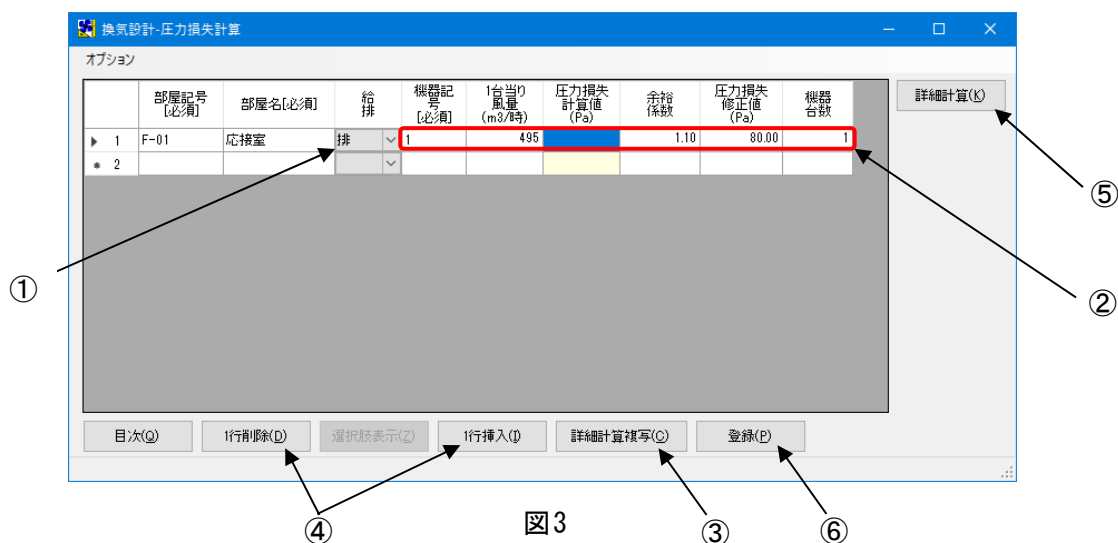 換気設計-圧力損失計算
オプション
部屋記号[必須] 部屋名[必須] 給排 機器記号[必須] 1台当り風量(m3/時) 圧力損失計算値(Pa) 余裕係数 圧力損失修正値(Pa) 機器台数
詳細計算(K)
1 F-01 応接室 排 1 495 1.10 80.00 1
2
⑤
①
②
目次(Q) 1行削除(D) 選択肢表示(Z) 1行挿入(I) 詳細計算複写(C) 登録(P)
④ 図3 ③ ⑥